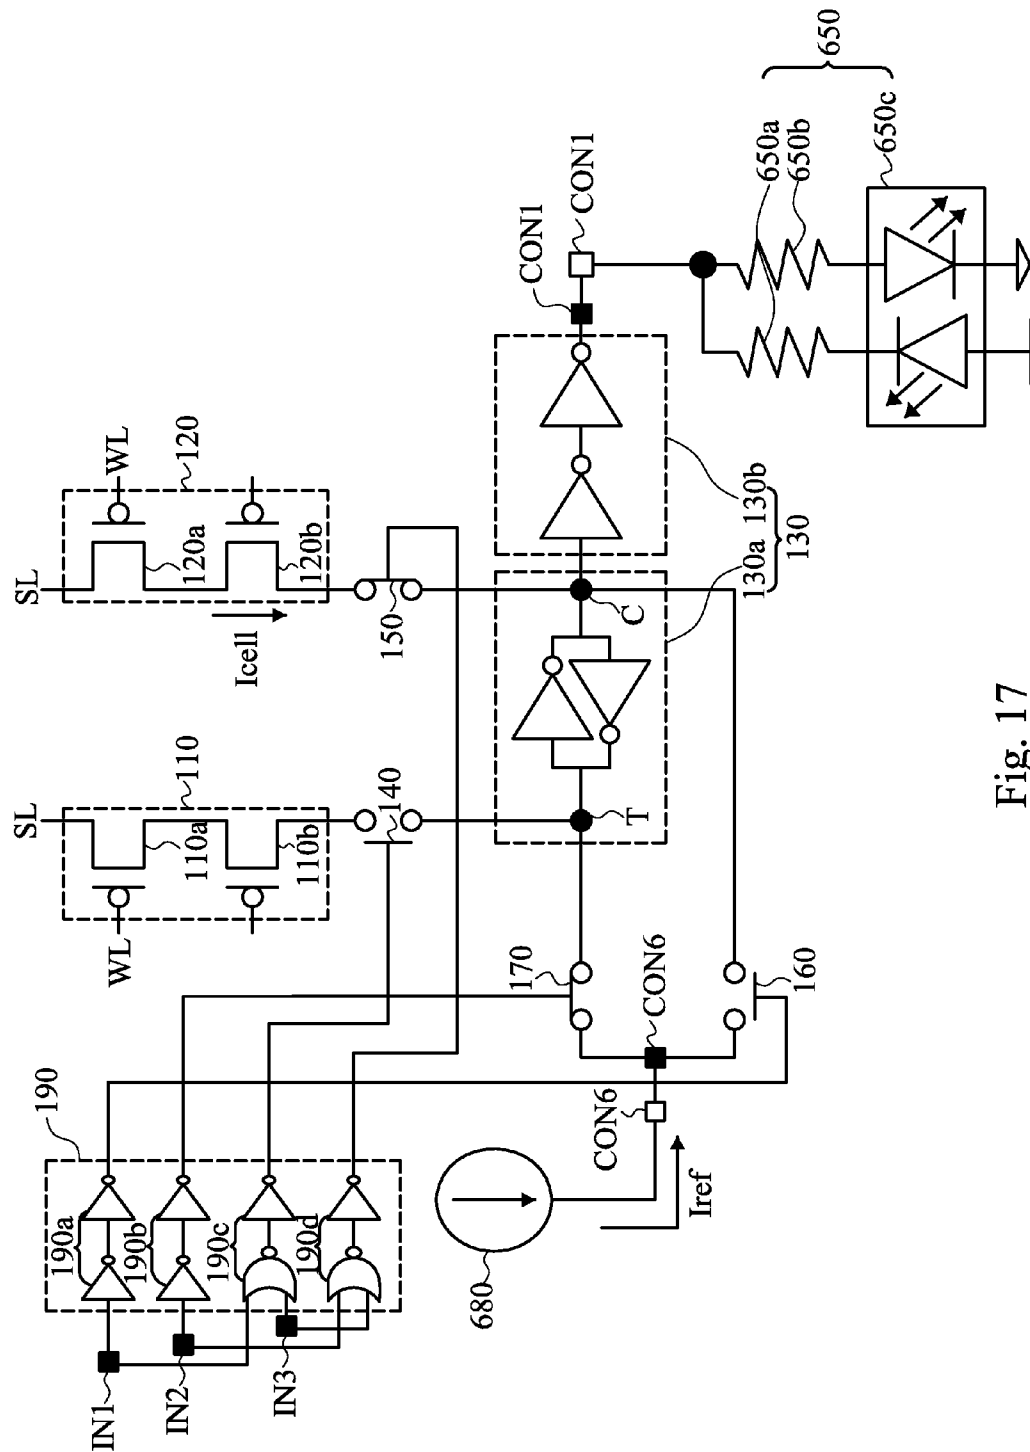 IN1
IN2
IN3
190
190a
190b
190c
190d
WL
110
SL
110a
110b
140
SL
120
WL
120a
120b
Icell
150
170
CON6
CON6
160
680
Iref
T
C
130a
130b
130
CON1
CON1
650
650a
650b
650c
Fig. 17